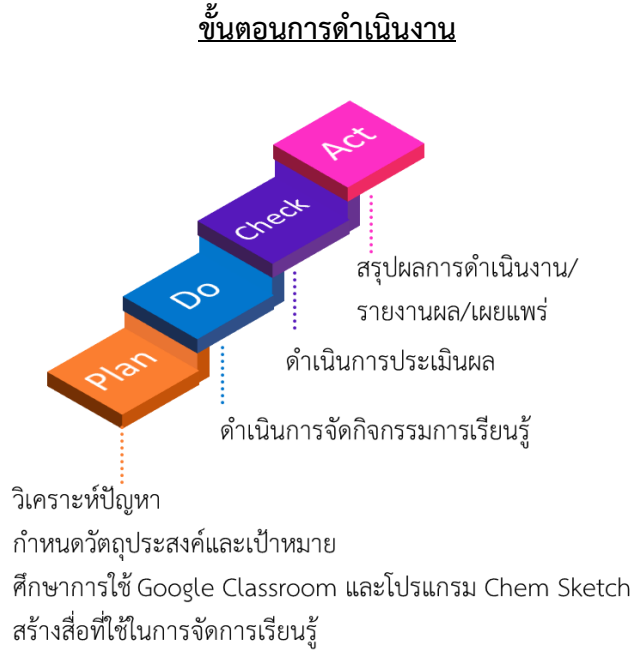 ขั้นตอนการดำเนินงาน
Act
Check
Do
Plan
สรุปผลการดำเนินงาน/
รายงานผล/เผยแพร่
ดำเนินการประเมินผล
ดำเนินการจัดกิจกรรมการเรียนรู้
วิเคราะห์ปัญหา
กำหนดวัตถุประสงค์และเป้าหมาย
ศึกษาการใช้ Google Classroom และโปรแกรม Chem Sketch
สร้างสื่อที่ใช้ในการจัดการเรียนรู้